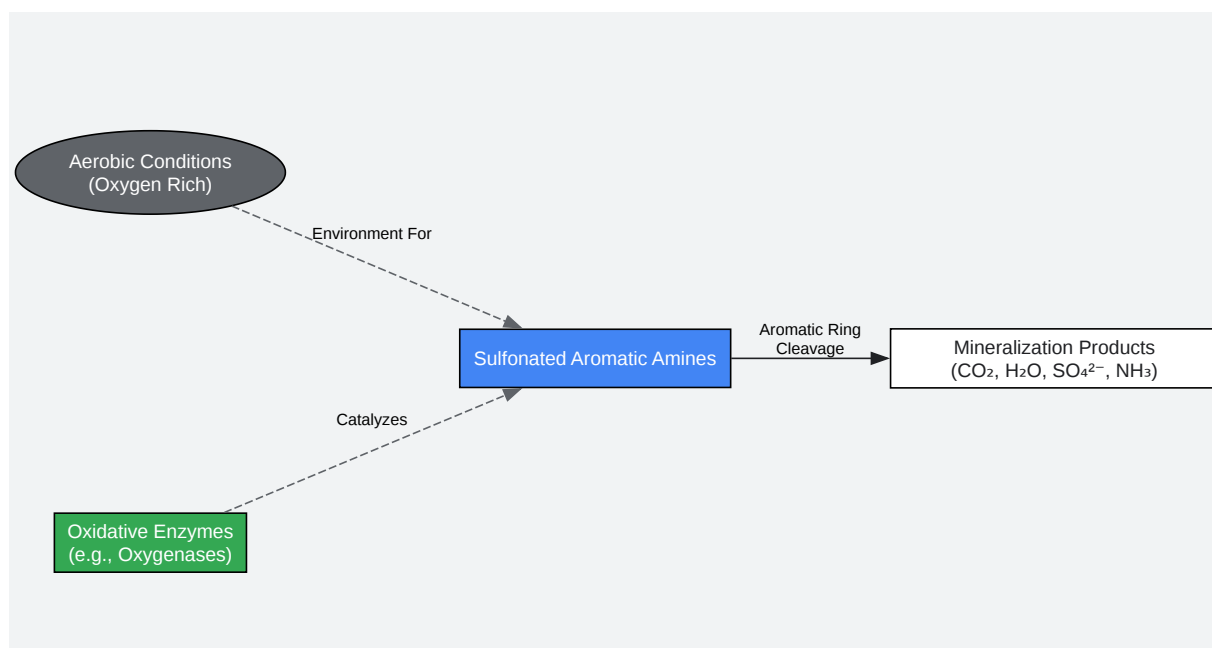 Aerobic Conditions
(Oxygen Rich)
Environment For
Sulfonated Aromatic Amines
Aromatic Ring
Cleavage
Mineralization Products
(CO₂, H₂O, SO₄²⁻, NH₃)
Catalyzes
Oxidative Enzymes
(e.g., Oxygenases)